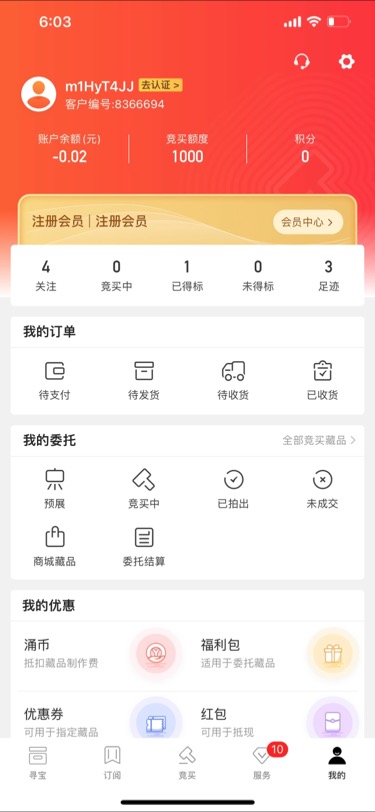 6:03
m1HyT4JJ 去认证 >
客户编号:8366694
账户余额(元) 竞买额度 积分
-0.02 1000 0
注册会员 | 注册会员 会员中心 >
4 0 1 0 3
关注 竞买中 已得标 未得标 足迹
我的订单
待支付 待发货 待收货 已收货
我的委托 全部竞买藏品 >
预展 竞买中 已拍出 未成交
商城藏品 委托结算
我的优惠
涌币 福利包
抵扣藏品制作费 适用于委托藏品
优惠券 红包
可用于指定藏品 可用于抵现
10
寻宝 订阅 竞买 服务 我的